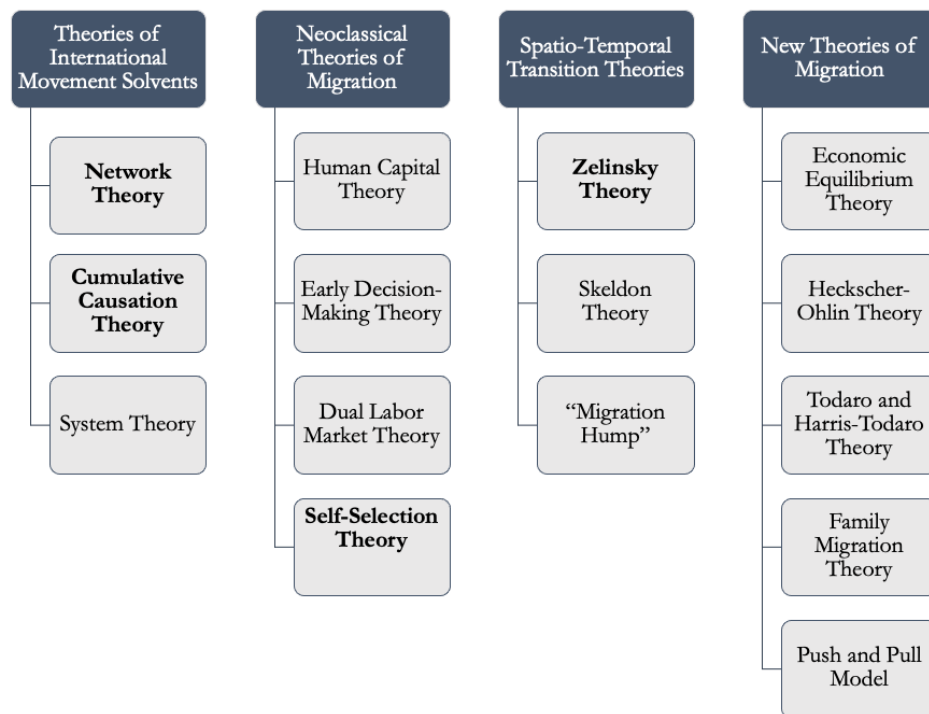 Theories of
International
Movement Solvents
Network
Theory
Cumulative
Causation
Theory
System Theory
Neoclassical
Theories of
Migration
Human Capital
Theory
Early Decision-
Making Theory
Dual Labor
Market Theory
Self-Selection
Theory
Spatio-Temporal
Transition Theories
Zelinsky
Theory
Skeldon
Theory
“Migration
Hump”
New Theories of
Migration
Economic
Equilibrium
Theory
Heckscher-
Ohlin Theory
Todaro and
Harris-Todaro
Theory
Family
Migration
Theory
Push and Pull
Model